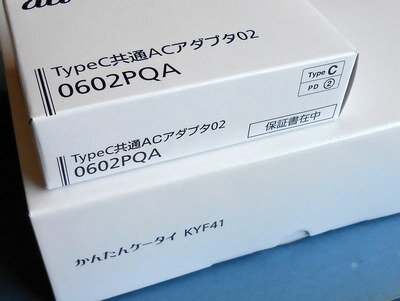 au
TypeC共通ACアダプタ02
0602PQA
Type C
PD ②
TypeC共通ACアダプタ02
0602PQA
保証書在中
かんたんケータイ KYF41